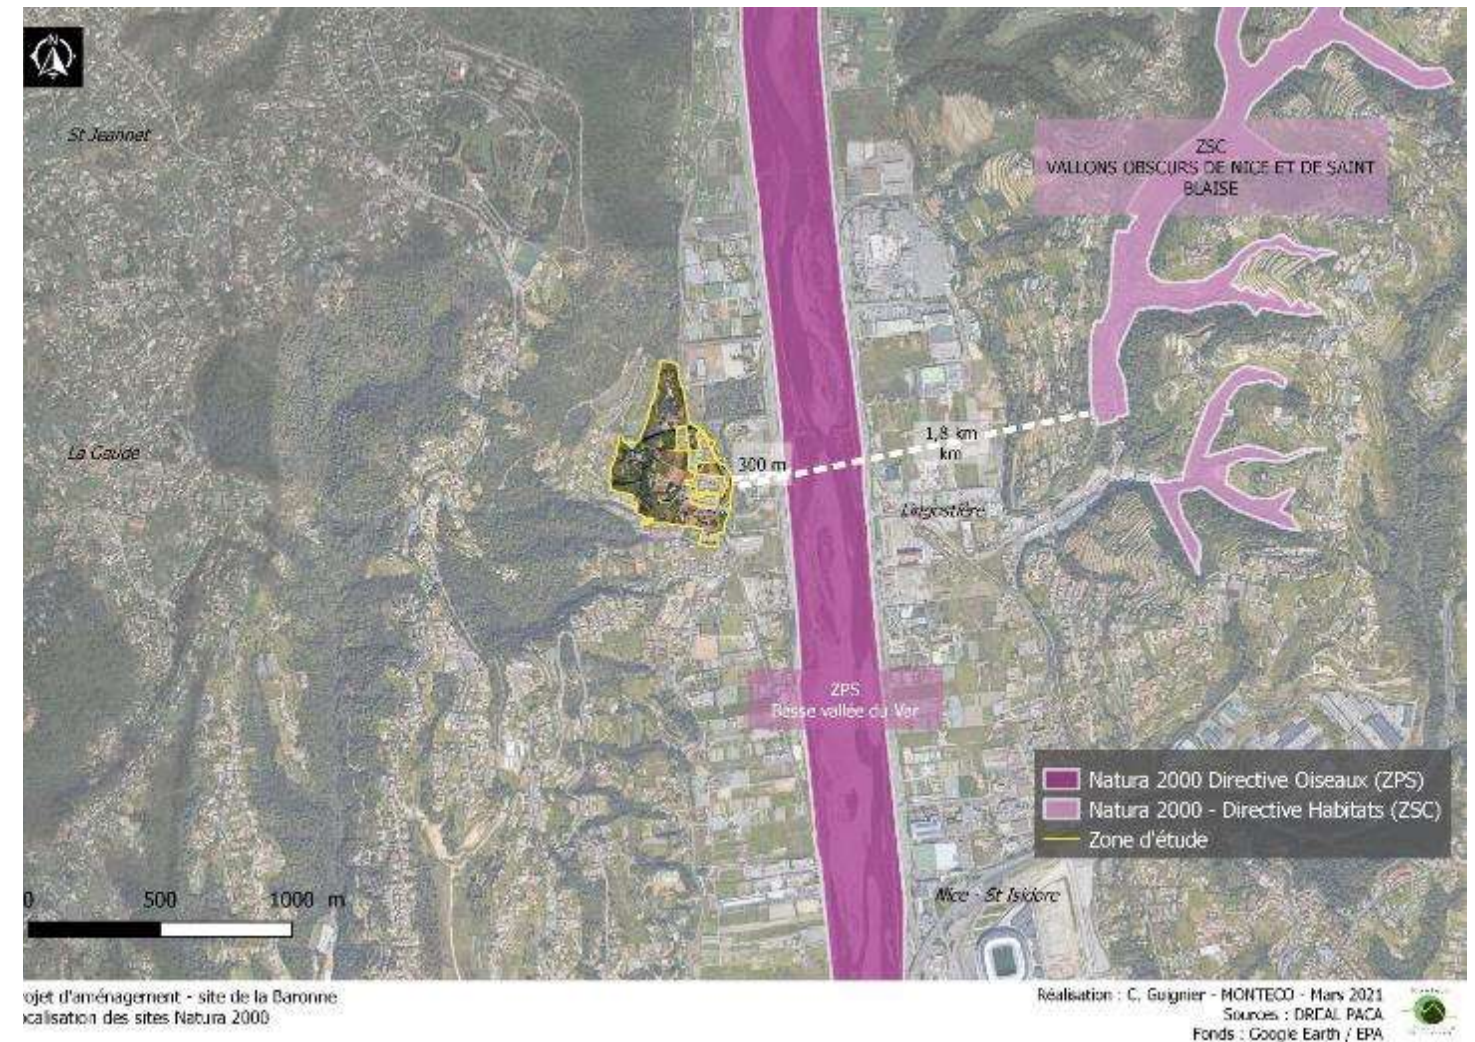 N
St Jeannet
ZSC
VALLONS OBSCURS DE NICE ET DE SAINT
BLAISE
La Gaude
300 m
1,8 km
km
Lingostière
ZPS
Basse vallée du Var
Natura 2000 Directive Oiseaux (ZPS)
Natura 2000 - Directive Habitats (ZSC)
Zone d'étude
0 500 1000 m
Nice - St Isidore
ojet d'aménagement - site de la Baronne
calisation des sites Natura 2000
Réalisation : C. Guignier - MONTECO - Mars 2021
Sources : DREAL PACA
Fonds : Google Earth / EPA